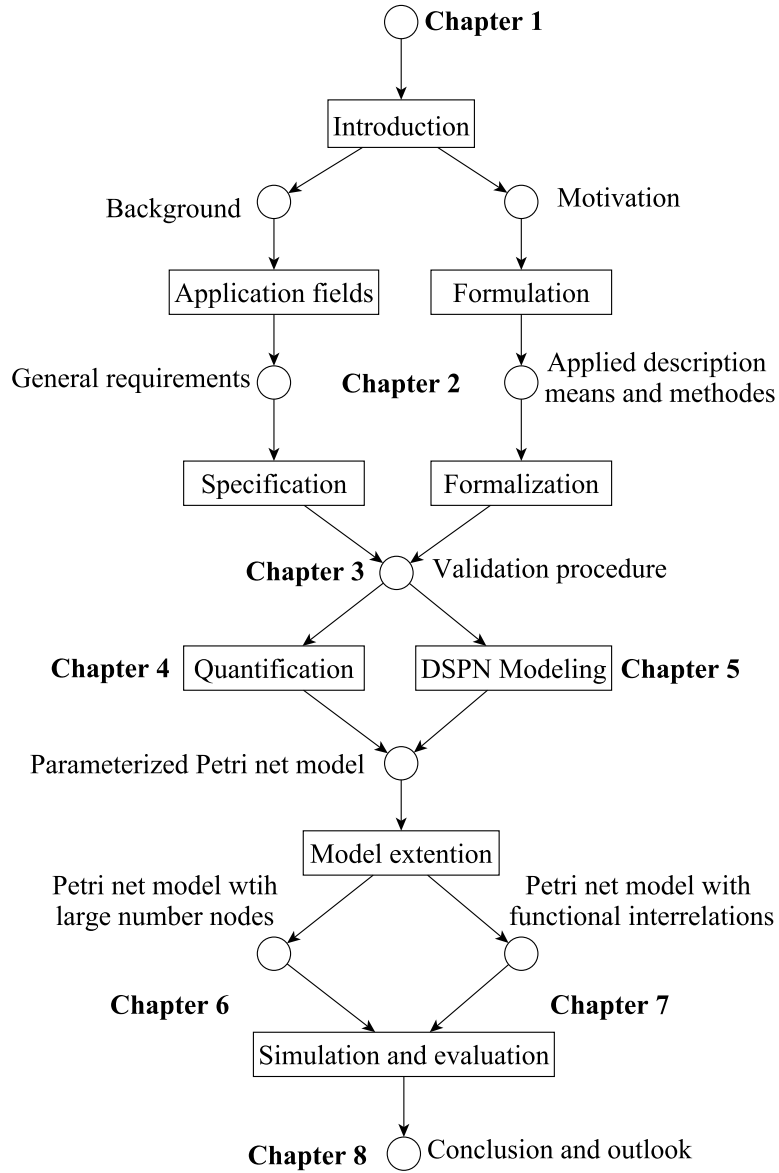 Chapter 1
Introduction
Background
Motivation
Application fields
Formulation
General requirements
Chapter 2
Applied description
means and methodes
Specification
Formalization
Chapter 3
Validation procedure
Chapter 4
Quantification
DSPN Modeling
Chapter 5
Parameterized Petri net model
Model extention
Petri net model wtih
large number nodes
Petri net model with
functional interrelations
Chapter 6
Chapter 7
Simulation and evaluation
Chapter 8
Conclusion and outlook